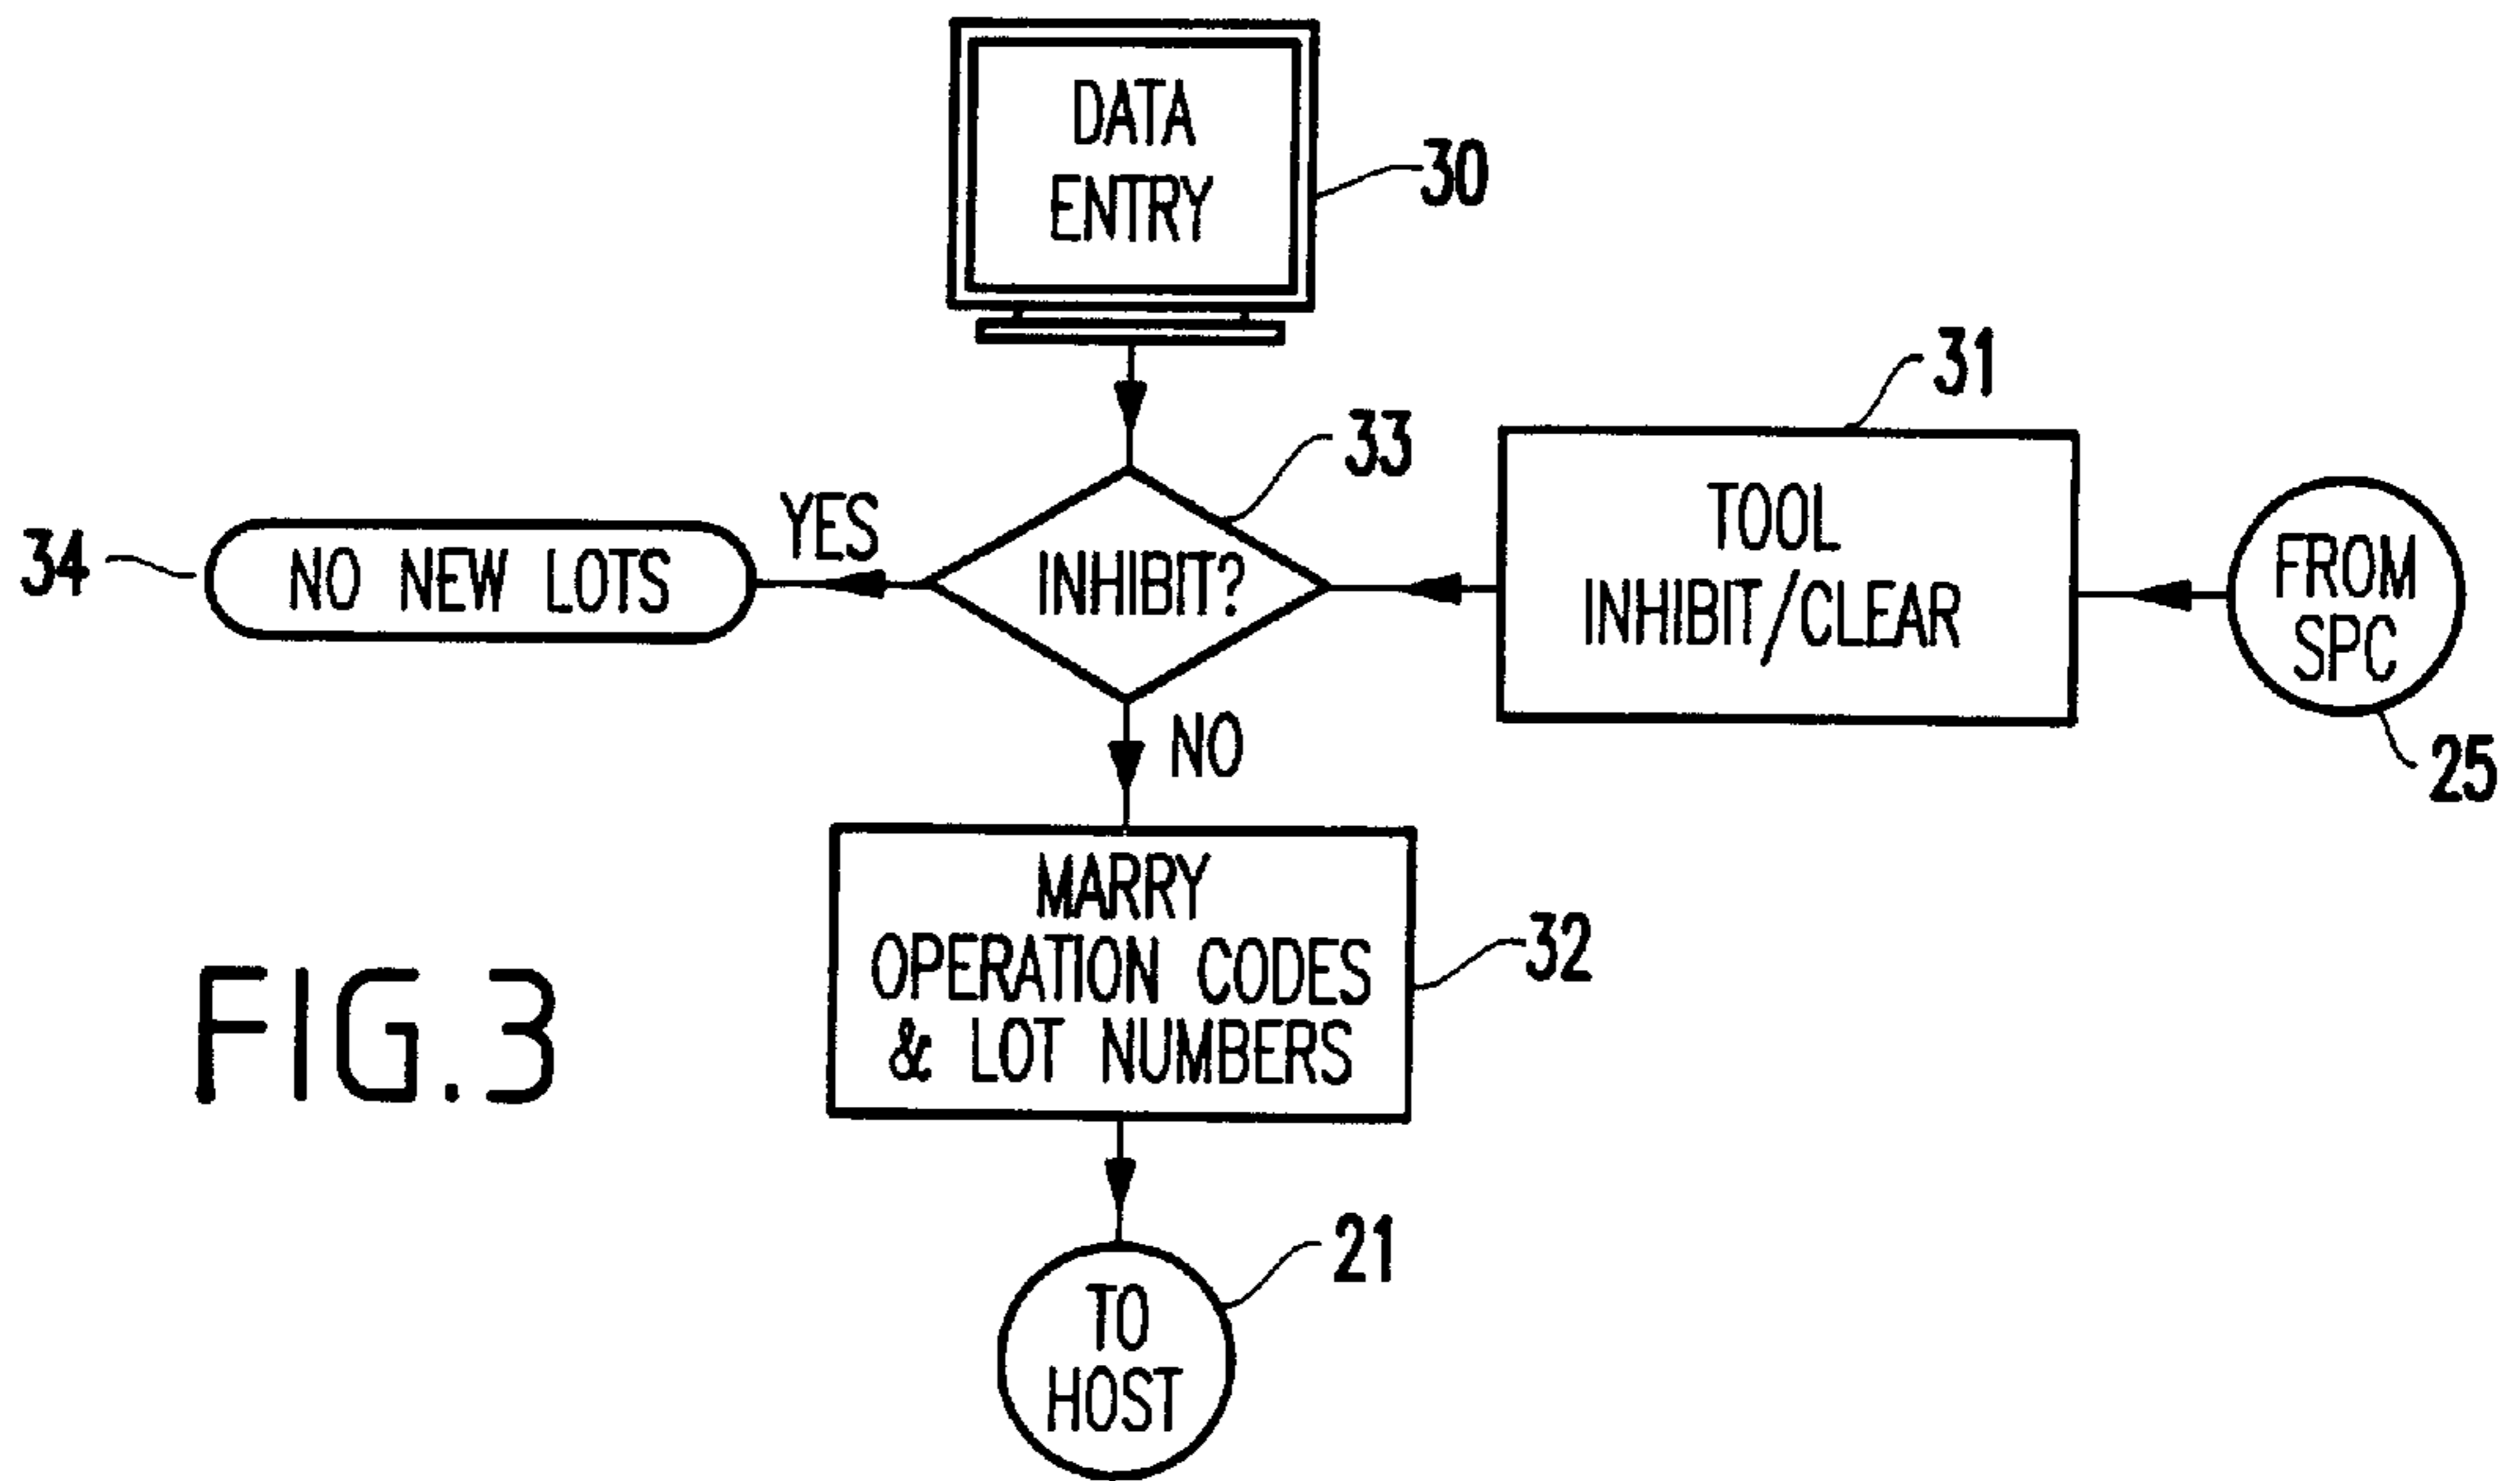 DATA
ENTRY
30
31
33
YES
34
NO NEW LOTS
INHIBIT?
TOOL
INHIBIT/CLEAR
FROM
SPC
25
NO
MARRY
OPERATION CODES
& LOT NUMBERS
32
FIG.3
21
TO
HOST